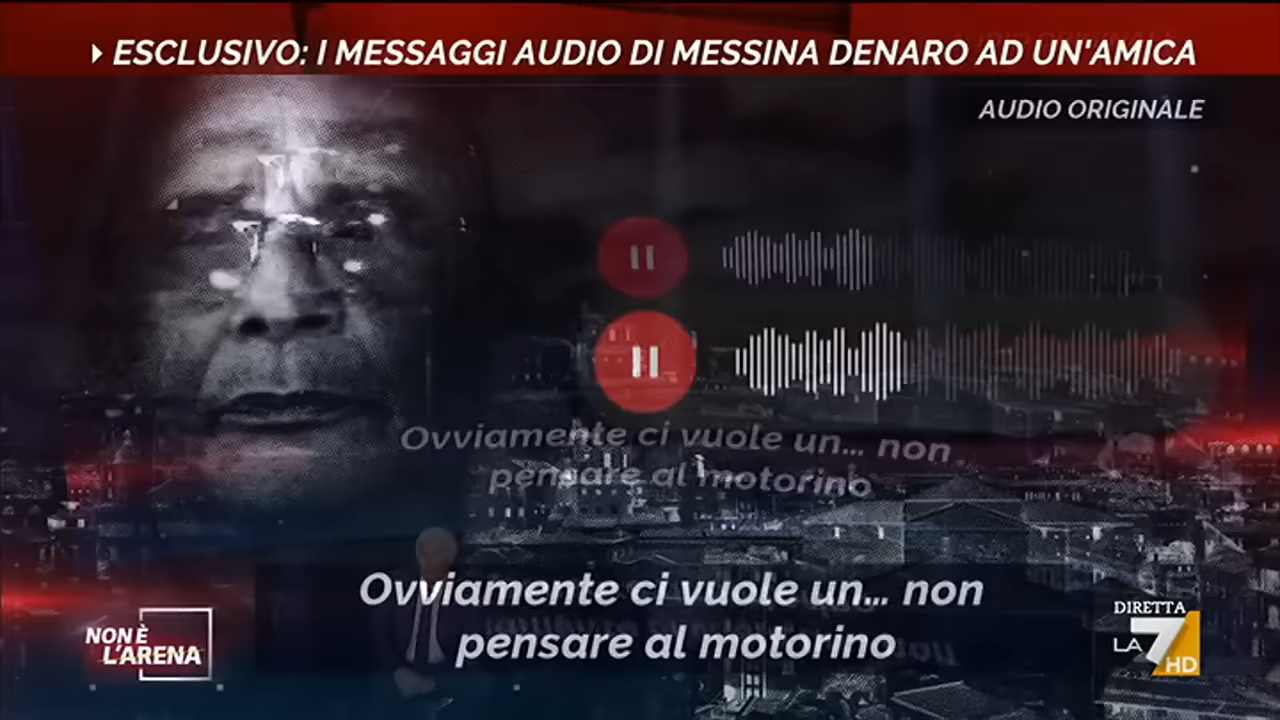 ESCLUSIVO: I MESSAGGI AUDIO DI MESSINA DENARO AD UN'AMICA
AUDIO ORIGINALE
Ovviamente ci vuole un... non
pensare al motorino
Ovviamente ci vuole un... non
pensare al motorino
NON È
L'ARENA
DIRETTA
LA7
HD